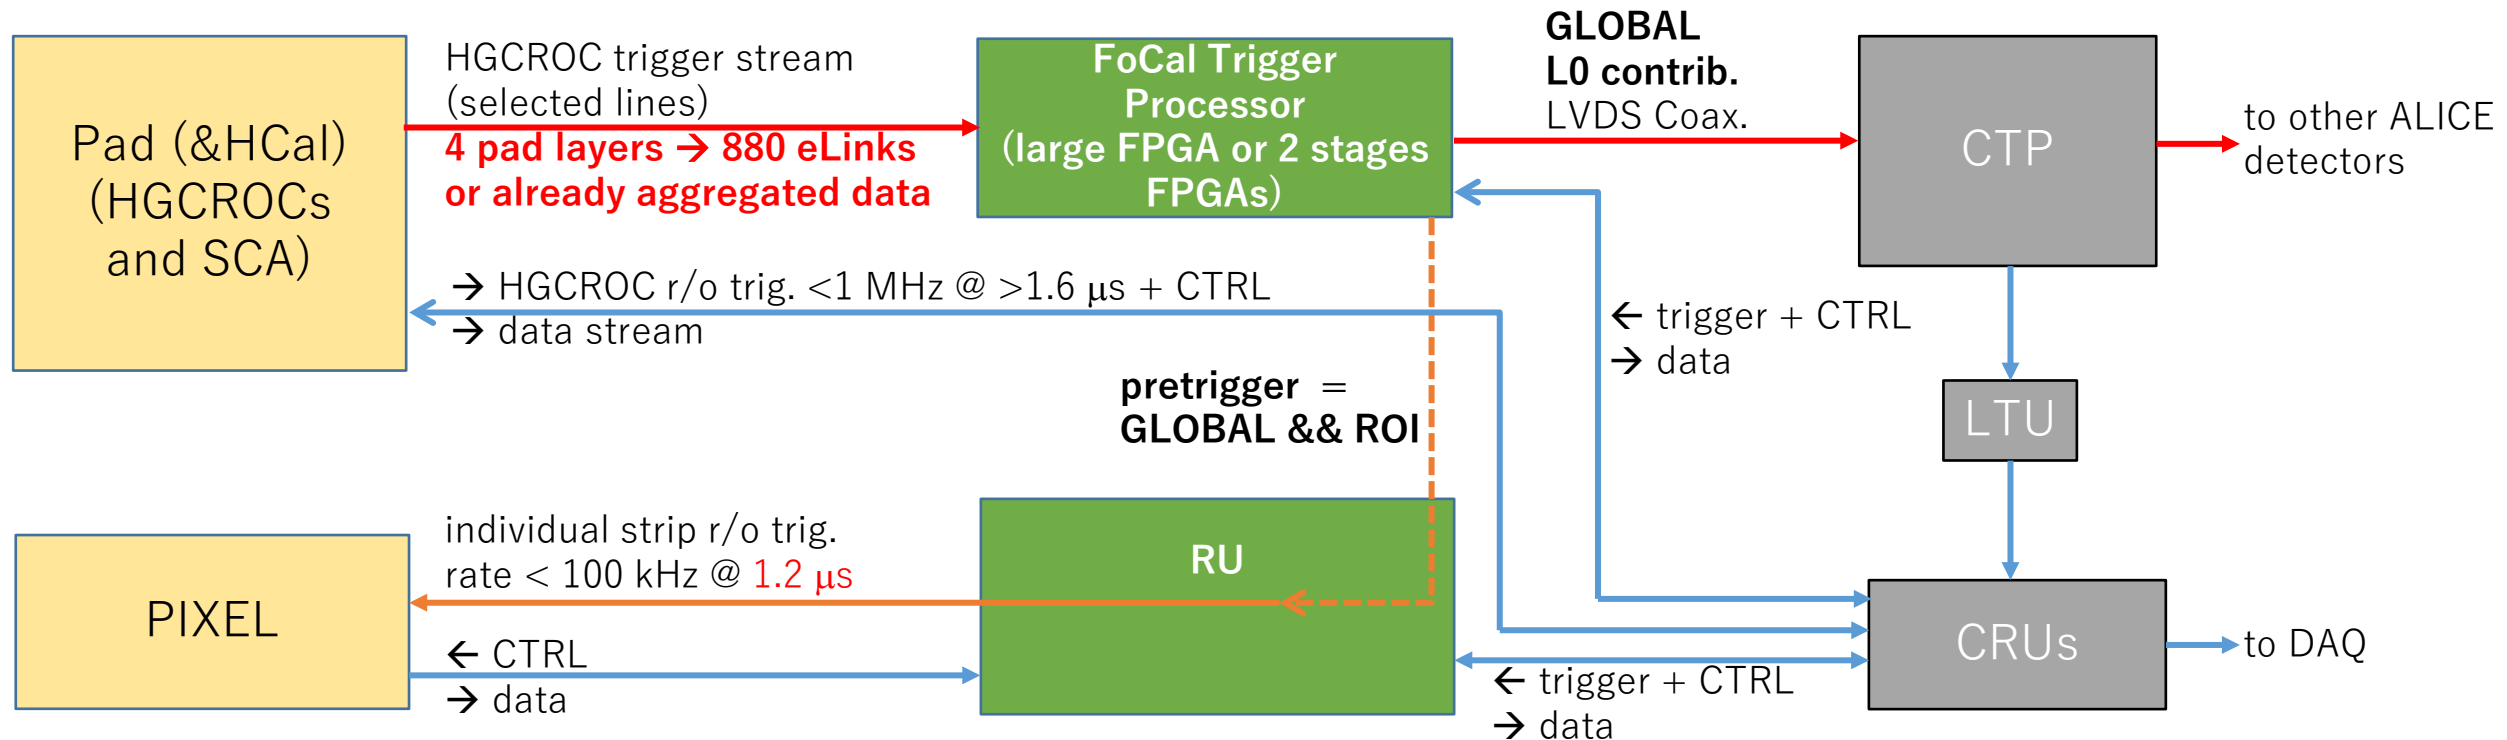 Pad (&HCal)
(HGCROCs
and SCA)
HGCROC trigger stream
(selected lines)
4 pad layers → 880 eLinks
or already aggregated data
FoCal Trigger
Processor
(large FPGA or 2 stages
FPGAs)
GLOBAL
L0 contrib.
LVDS Coax.
CTP
to other ALICE
detectors
→ HGCROC r/o trig. <1 MHz @ >1.6 μs + CTRL
→ data stream
← trigger + CTRL
→ data
pretrigger =
GLOBAL && ROI
LTU
PIXEL
individual strip r/o trig.
rate < 100 kHz @ 1.2 μs
← CTRL
→ data
RU
← trigger + CTRL
→ data
CRUs
to DAQ